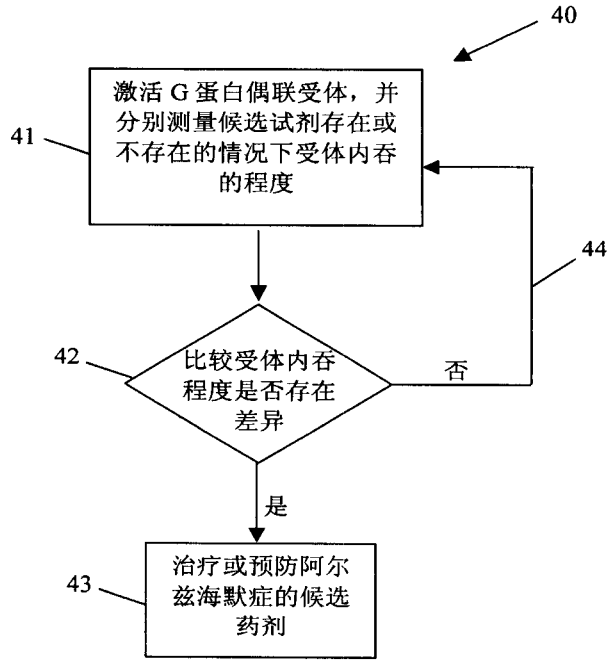 40
激活 G 蛋白偶联受体，并
分别测量候选试剂存在或
不存在的情况下受体内吞
的程度
41
44
42
比较受体内吞
程度是否存在
差异
否
是
43
治疗或预防阿尔
兹海默症的候选
药剂